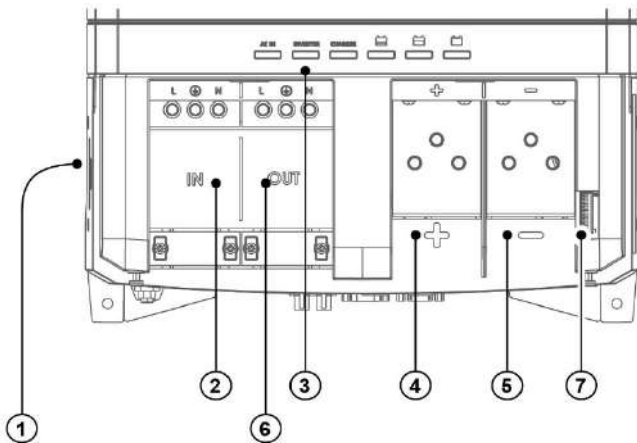 AC IN INVERTER CHARGER
L N L N + −
IN OUT
+ −
1 2 6 3 4 5 7